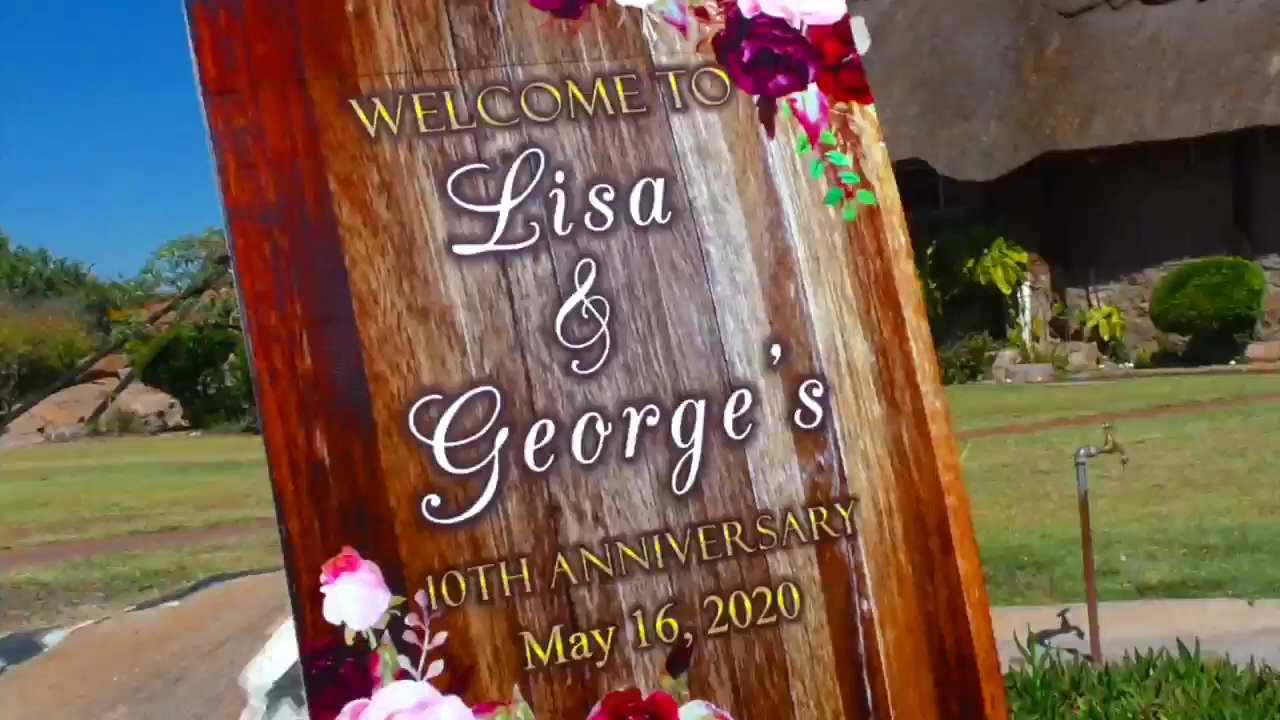 WELCOME TO
Lisa
&
George's
10TH ANNIVERSARY
May 16, 2020